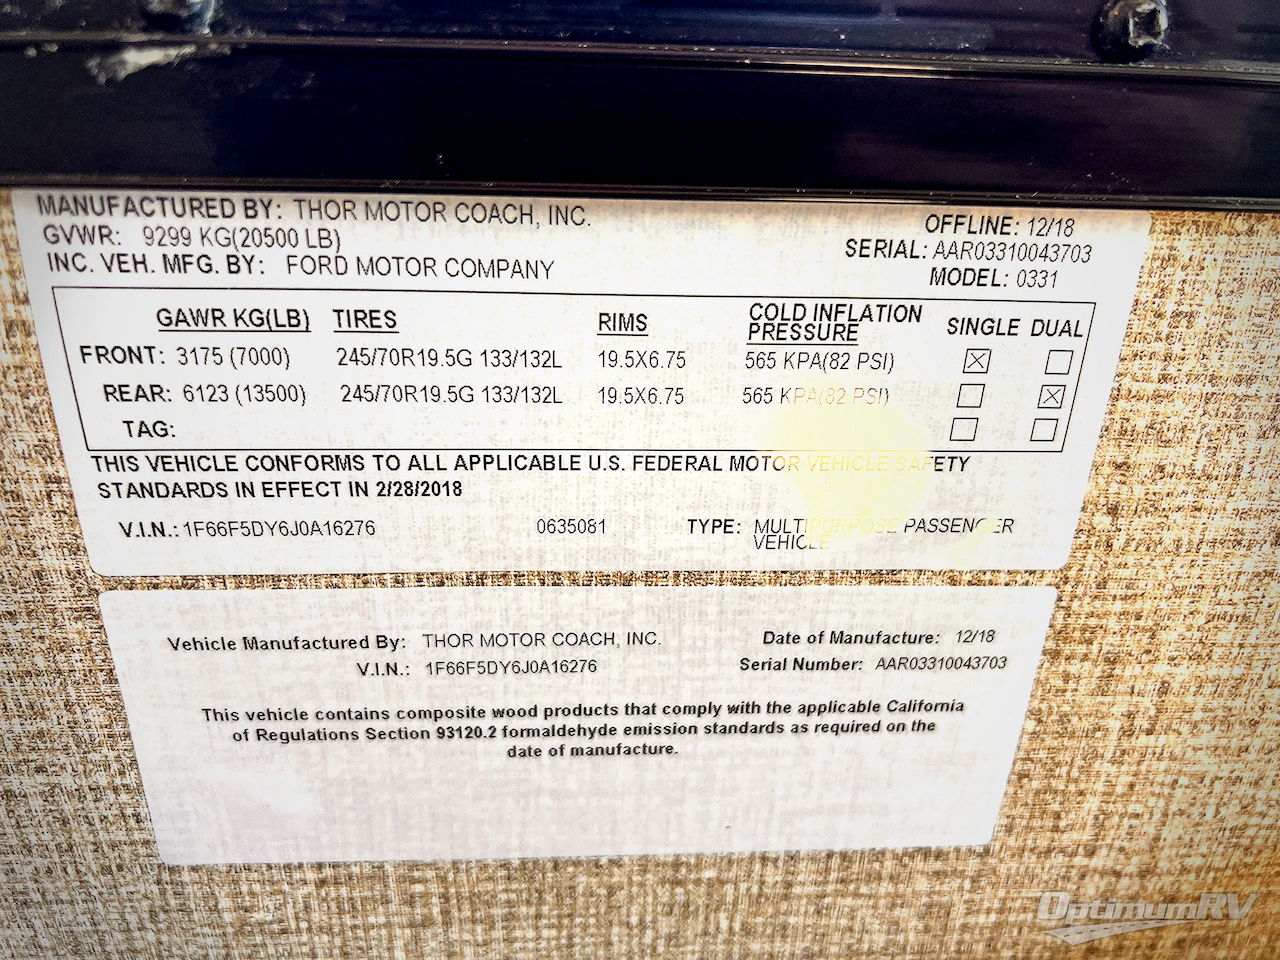 MANUFACTURED BY: THOR MOTOR COACH, INC.
OFFLINE: 12/18
GVWR: 9299 KG(20500 LB)
SERIAL: AAR03310043703
INC. VEH. MFG. BY: FORD MOTOR COMPANY
MODEL: 0331
GAWR KG(LB) TIRES RIMS COLD INFLATION PRESSURE SINGLE DUAL
FRONT: 3175 (7000) 245/70R19.5G 133/132L 19.5X6.75 565 KPA(82 PSI) ☒ ☐
REAR: 6123 (13500) 245/70R19.5G 133/132L 19.5X6.75 565 KPA(82 PSI) ☐ ☒
TAG: ☐ ☐
THIS VEHICLE CONFORMS TO ALL APPLICABLE U.S. FEDERAL MOTOR VEHICLE SAFETY
STANDARDS IN EFFECT IN 2/28/2018
V.I.N.: 1F66F5DY6J0A16276 0635081 TYPE: MULTIPURPOSE PASSENGER
VEHICLE
Vehicle Manufactured By: THOR MOTOR COACH, INC. Date of Manufacture: 12/18
V.I.N.: 1F66F5DY6J0A16276 Serial Number: AAR03310043703
This vehicle contains composite wood products that comply with the applicable California
of Regulations Section 93120.2 formaldehyde emission standards as required on the
date of manufacture.
OptimumRV